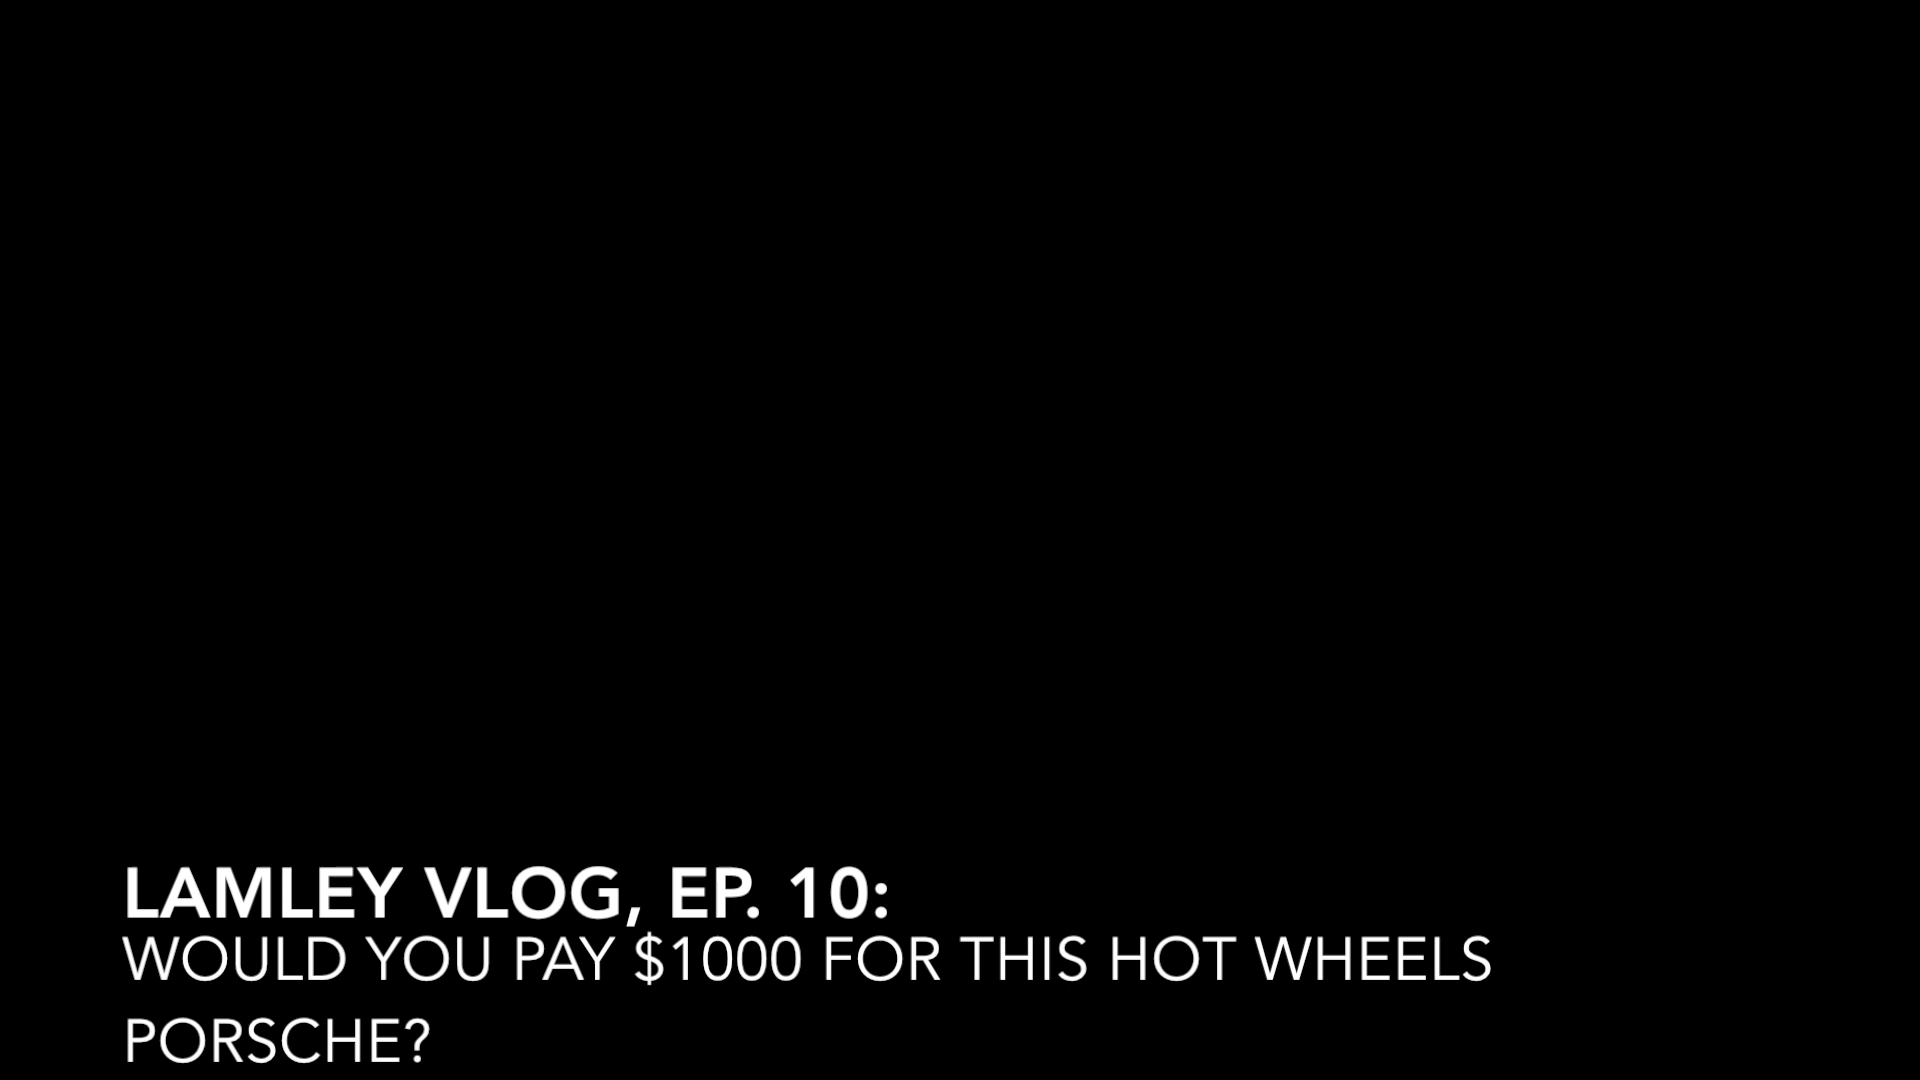 LAMLEY VLOG, EP. 10:
WOULD YOU PAY $1000 FOR THIS HOT WHEELS
PORSCHE?